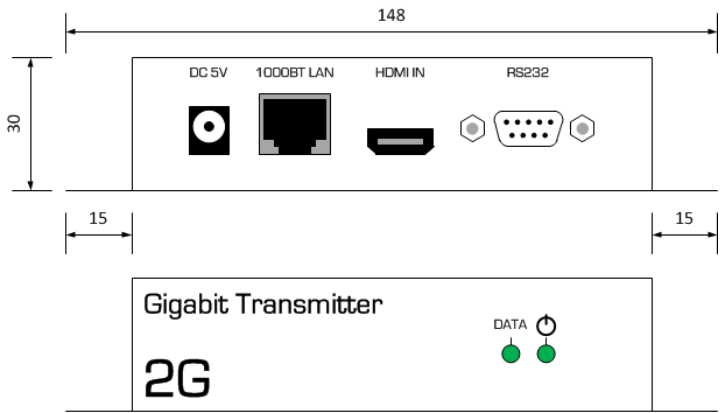 148
DC 5V 1000BT LAN HDMI IN RS232
30
15 15
Gigabit Transmitter
DATA
2G